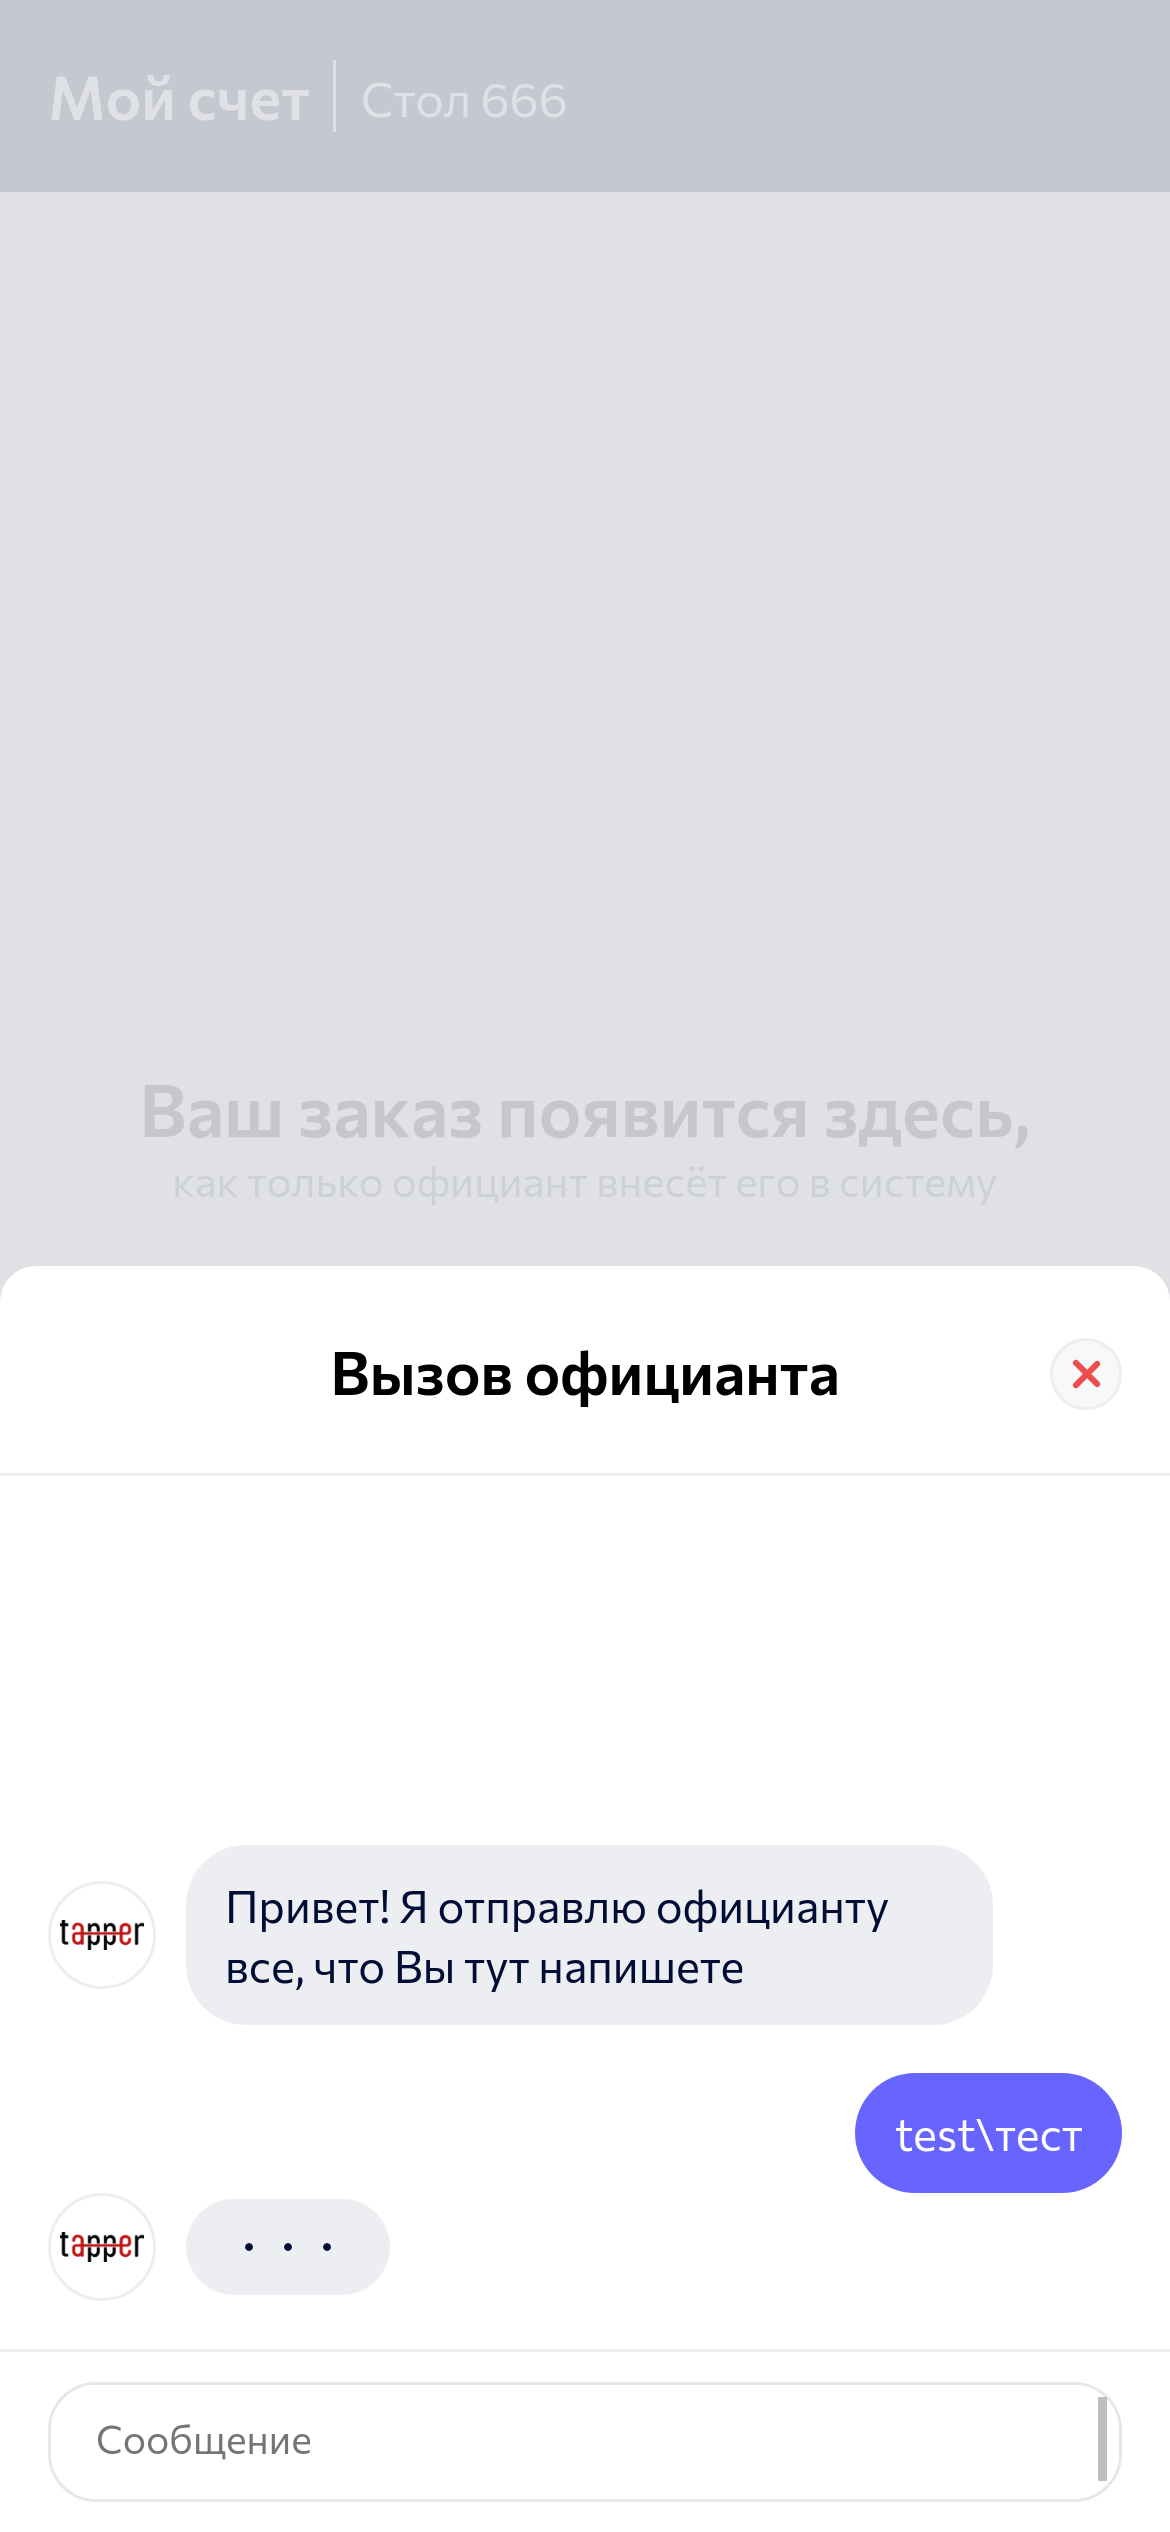 Мой счет
Стол 666
Ваш заказ появится здесь,
как только официант внесёт его в систему
Вызов официанта
tapper
Привет! Я отправлю официанту
все, что Вы тут напишете
test\тест
tapper
Сообщение